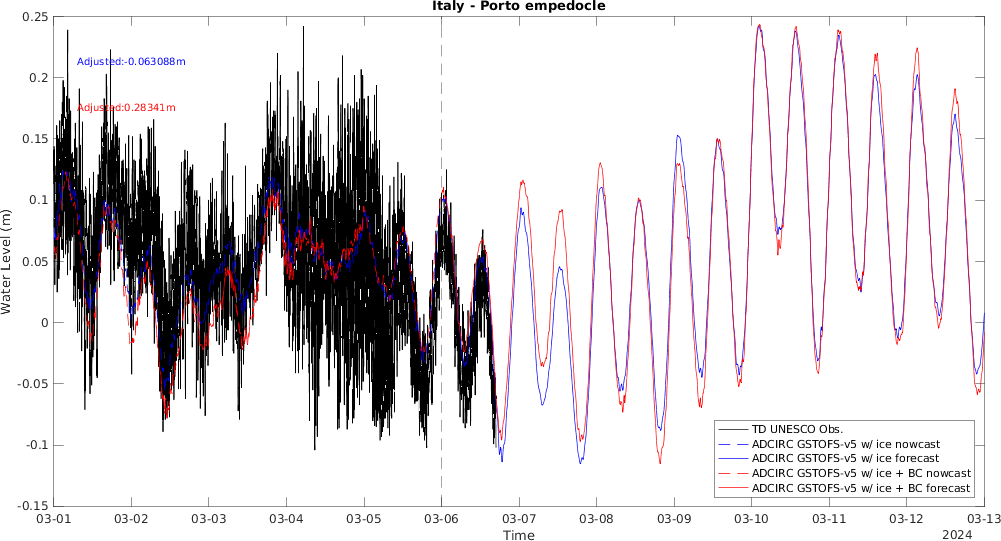 Italy - Porto empedocle
0.25
0.2
0.15
0.1
0.05
0
-0.05
-0.1
-0.15
Water Level (m)
Adjusted:-0.063088m
Adjusted:0.28341m
TD UNESCO Obs.
ADCIRC GSTOFS-v5 w/ ice nowcast
ADCIRC GSTOFS-v5 w/ ice forecast
ADCIRC GSTOFS-v5 w/ ice + BC nowcast
ADCIRC GSTOFS-v5 w/ ice + BC forecast
03-01 03-02 03-03 03-04 03-05 03-06 03-07 03-08 03-09 03-10 03-11 03-12 03-13
Time
2024